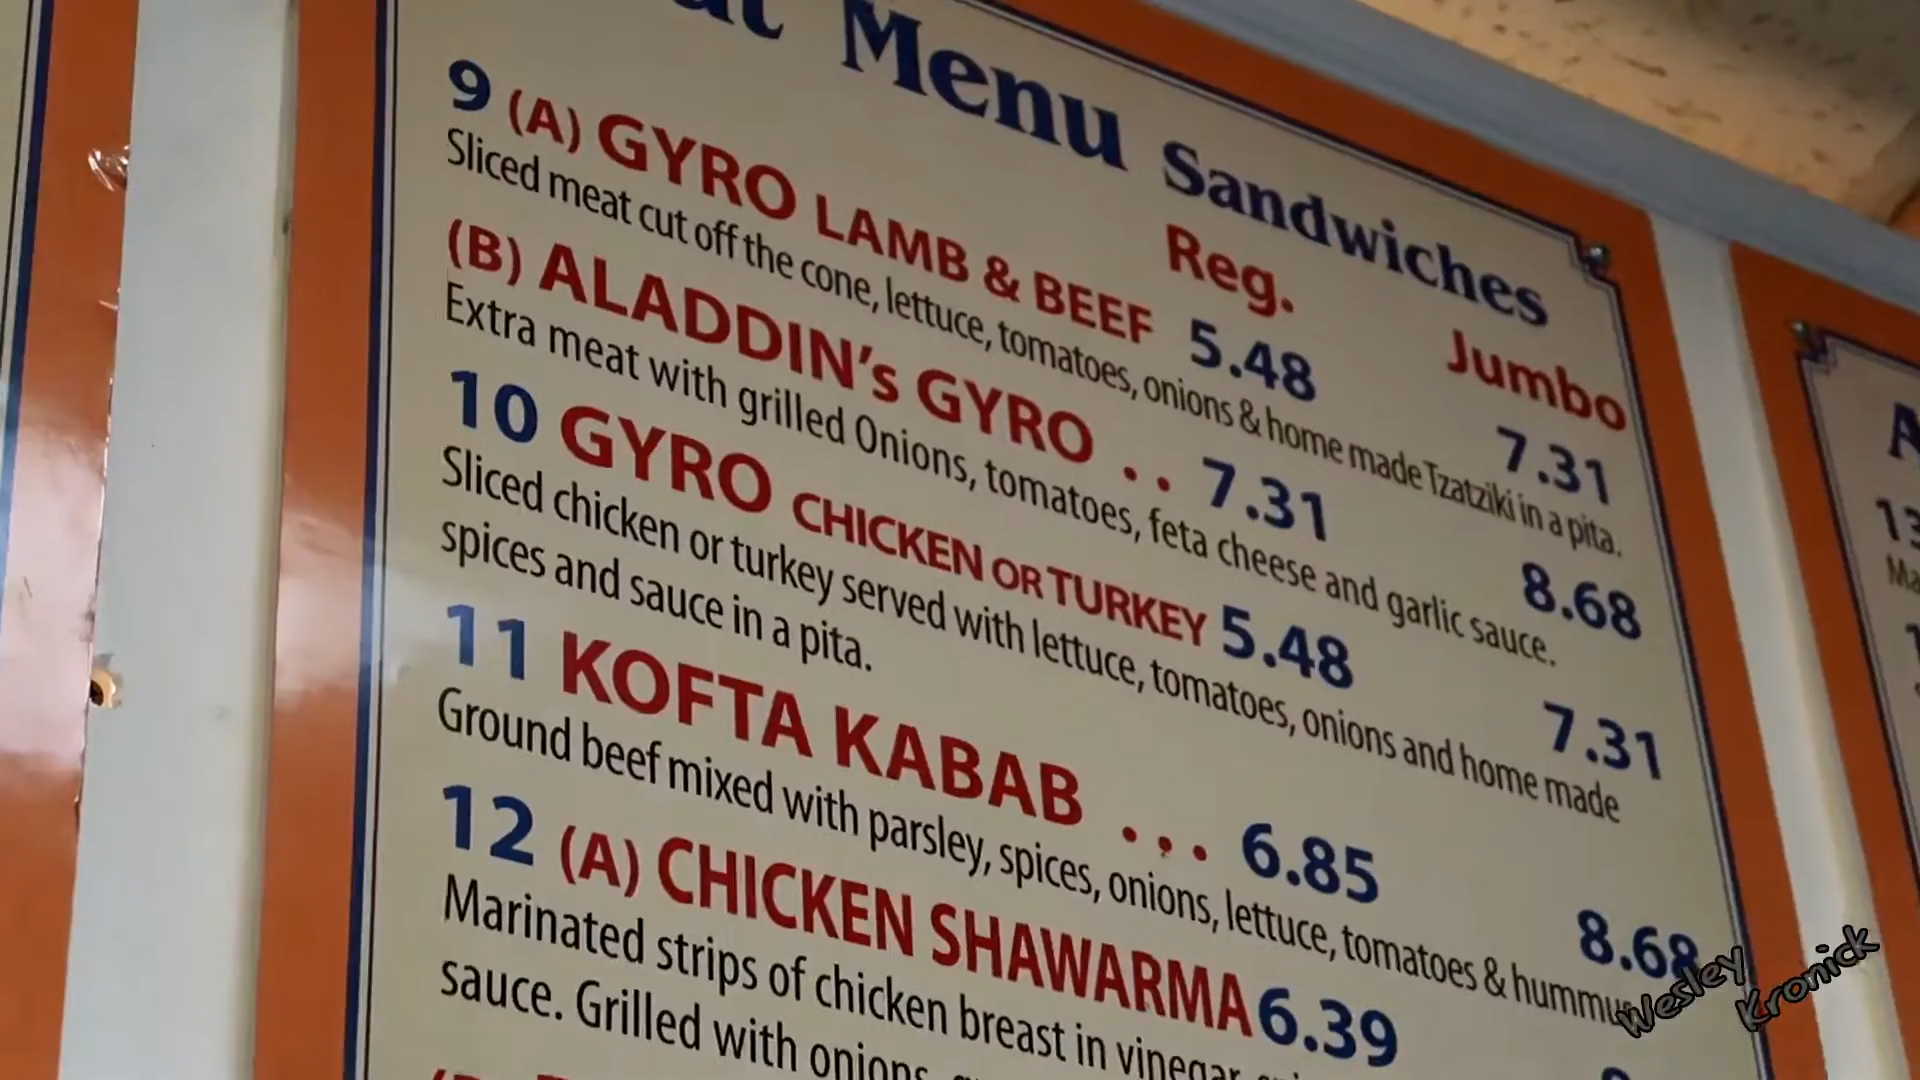 Menu Sandwiches
Reg. Jumbo
9 (A) GYRO LAMB & BEEF 5.48 7.31
Sliced meat cut off the cone, lettuce, tomatoes, onions & home made Tzatziki in a pita.
(B) ALADDIN's GYRO . . 7.31 8.68
Extra meat with grilled Onions, tomatoes, feta cheese and garlic sauce.
10 GYRO CHICKEN OR TURKEY 5.48 7.31
Sliced chicken or turkey served with lettuce, tomatoes, onions and home made
spices and sauce in a pita.
11 KOFTA KABAB . . . 6.85 8.68
Ground beef mixed with parsley, spices, onions, lettuce, tomatoes & hummus
12 (A) CHICKEN SHAWARMA 6.39
Marinated strips of chicken breast in vinegar
sauce. Grilled with onions
13
Wesley
Kronick